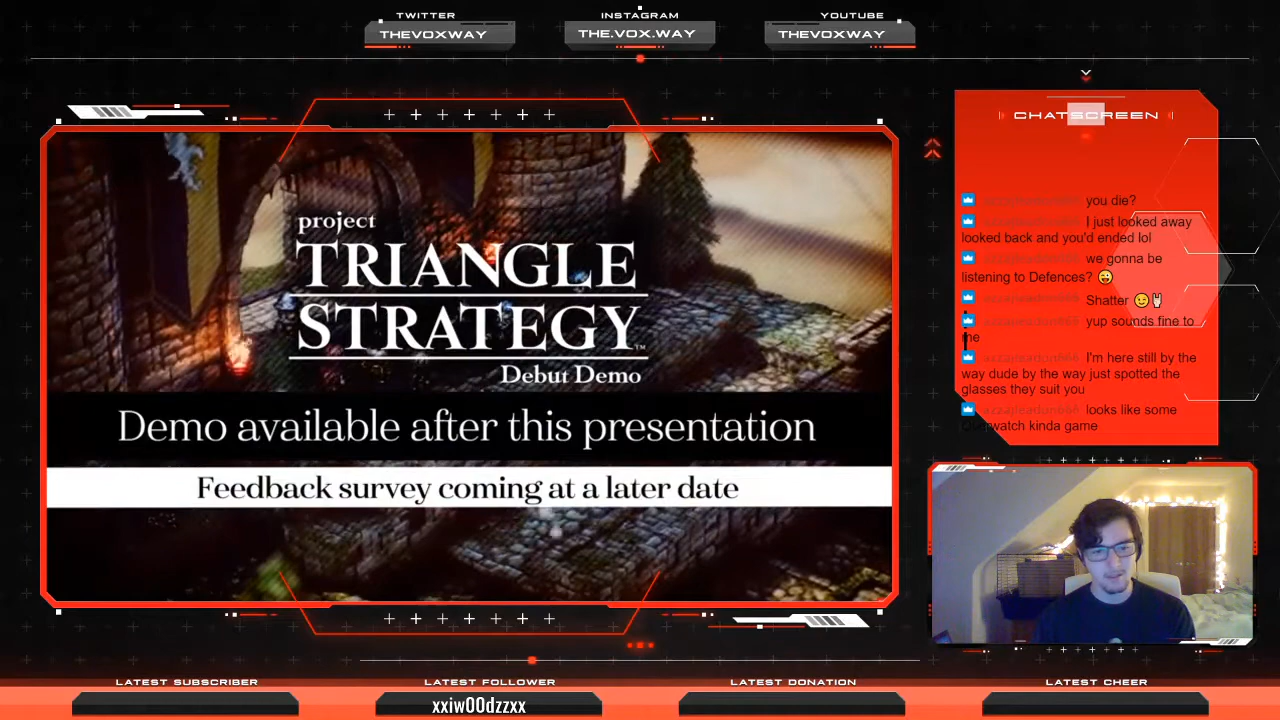 TWITTER
THEVOXWAY
INSTAGRAM
THE.VOX.WAY
YOUTUBE
THEVOXWAY
project
TRIANGLE
STRATEGY™
Debut Demo
Demo available after this presentation
Feedback survey coming at a later date
CHATSCREEN
you die?
I just looked away
looked back and you'd ended lol
we gonna be
listening to Defences? 😜
Shatter 😉🤘
yup sounds fine to
me
I'm here still by the
way dude by the way just spotted the
glasses they suit you
looks like some
kinda game
LATEST SUBSCRIBER
LATEST FOLLOWER
xxiw00dzzxx
LATEST DONATION
LATEST CHEER